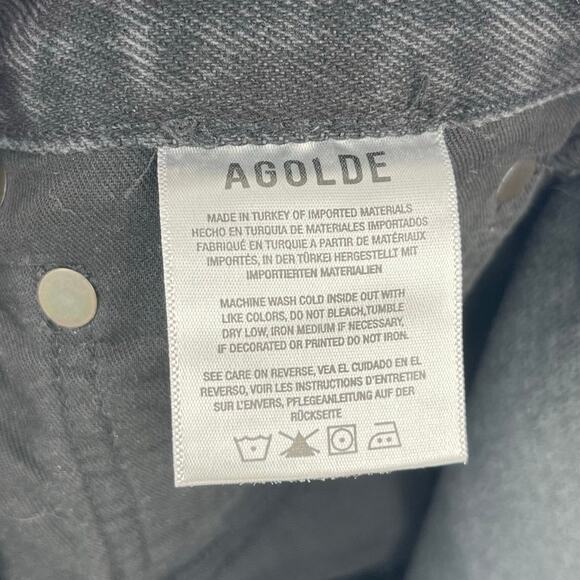 AGOLDE
MADE IN TURKEY OF IMPORTED MATERIALS
HECHO EN TURQUIA DE MATERIALES IMPORTADOS
FABRIQUÉ EN TURQUIE A PARTIR DE MATÉRIAUX
IMPORTÉS, IN DER TÜRKEI HERGESTELLT MIT
IMPORTIERTEN MATERIALIEN
MACHINE WASH COLD INSIDE OUT WITH
LIKE COLORS, DO NOT BLEACH,TUMBLE
DRY LOW, IRON MEDIUM IF NECESSARY,
IF DECORATED OR PRINTED DO NOT IRON.
SEE CARE ON REVERSE, VEA EL CUIDADO EN EL
REVERSO, VOIR LES INSTRUCTIONS D'ENTRETIEN
SUR L'ENVERS, PFLEGEANLEITUNG AUF DER
RÜCKSEITE